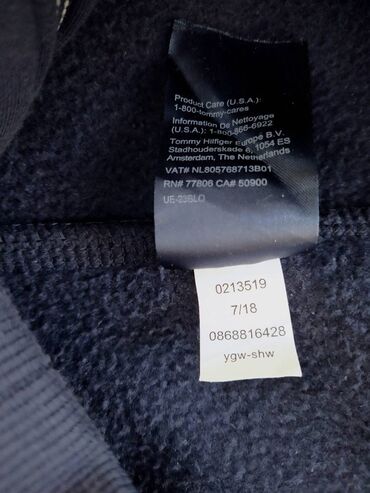 Product Care (U.S.A.):
1-800-tommy-cares
Information De Nettoyage
(U.S.A.): 1-800-866-6922
Tommy Hilfiger Europe B.V.
Stadhouderskade 6, 1054 ES
Amsterdam, The Netherlands
VAT# NL805768713B01
RN# 77806 CA# 50900
UE-23BLO
0213519
7/18
0868816428
ygw-shw